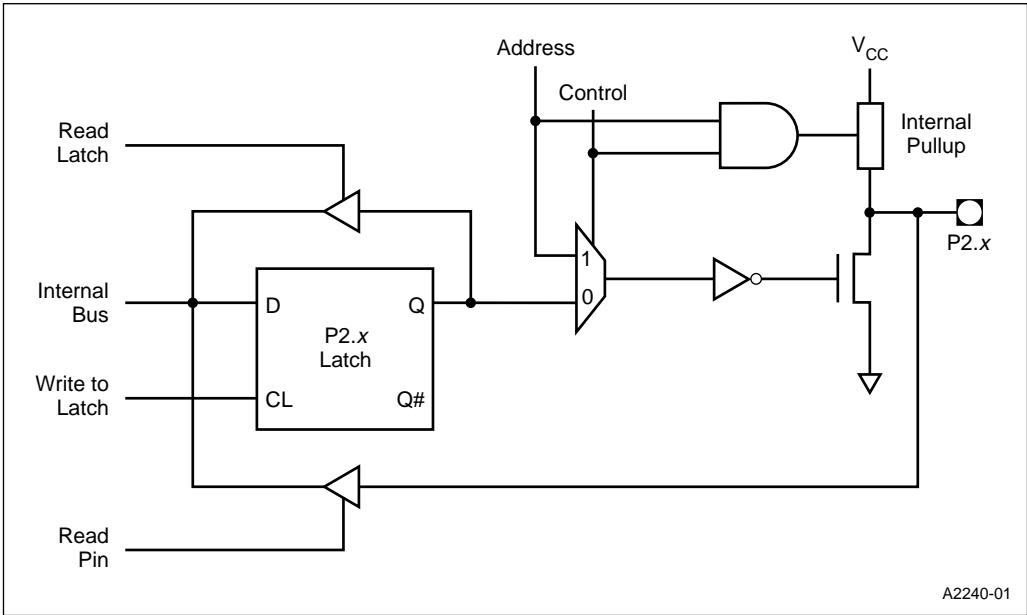 Address
Control
V_CC
Read
Latch
Internal
Pullup
P2.x
1
0
Internal
Bus
D
Q
P2.x
Latch
Write to
Latch
CL
Q#
Read
Pin
A2240-01